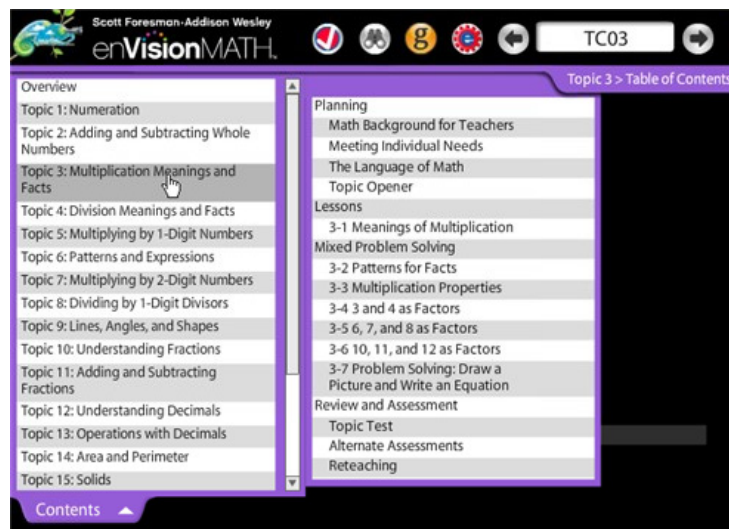 Scott Foresman-Addison Wesley
enVisionMATH
g
e
TC03
Topic 3 > Table of Contents
Overview
Topic 1: Numeration
Topic 2: Adding and Subtracting Whole
Numbers
Topic 3: Multiplication Meanings and
Facts
Topic 4: Division Meanings and Facts
Topic 5: Multiplying by 1-Digit Numbers
Topic 6: Patterns and Expressions
Topic 7: Multiplying by 2-Digit Numbers
Topic 8: Dividing by 1-Digit Divisors
Topic 9: Lines, Angles, and Shapes
Topic 10: Understanding Fractions
Topic 11: Adding and Subtracting
Fractions
Topic 12: Understanding Decimals
Topic 13: Operations with Decimals
Topic 14: Area and Perimeter
Topic 15: Solids
Planning
Math Background for Teachers
Meeting Individual Needs
The Language of Math
Topic Opener
Lessons
3-1 Meanings of Multiplication
Mixed Problem Solving
3-2 Patterns for Facts
3-3 Multiplication Properties
3-4 3 and 4 as Factors
3-5 6, 7, and 8 as Factors
3-6 10, 11, and 12 as Factors
3-7 Problem Solving: Draw a
Picture and Write an Equation
Review and Assessment
Topic Test
Alternate Assessments
Reteaching
Contents